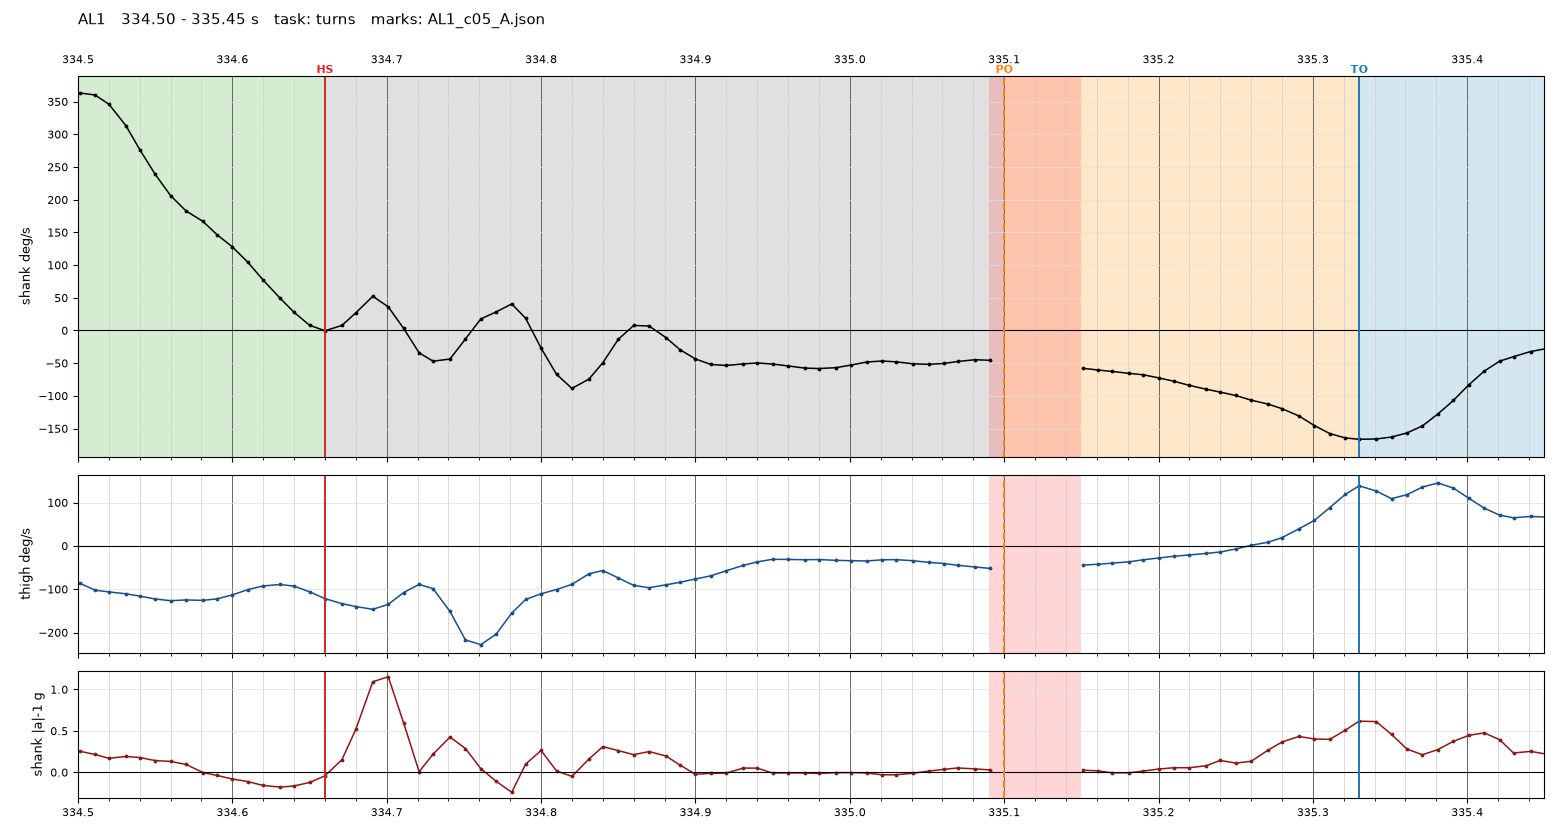 AL1   334.50 - 335.45 s   task: turns   marks: AL1_c05_A.json
334.5 334.6 334.7 334.8 334.9 335.0 335.1 335.2 335.3 335.4
HS PO TO
shank deg/s
350
300
250
200
150
100
50
0
−50
−100
−150
thigh deg/s
100
0
−100
−200
shank |a|-1 g
1.0
0.5
0.0
334.5 334.6 334.7 334.8 334.9 335.0 335.1 335.2 335.3 335.4